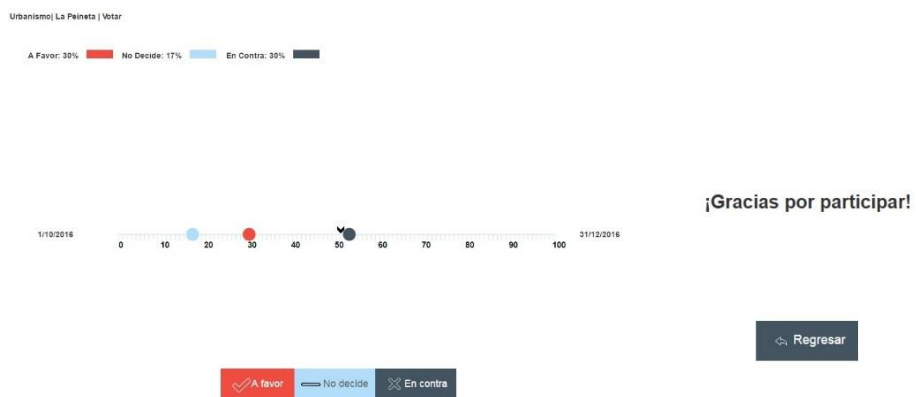 Urbanismo| La Peineta | Votar
A Favor: 30% No Decide: 17% En Contra: 30%
¡Gracias por participar!
1/10/2016 31/12/2016
0 10 20 30 40 50 60 70 80 90 100
Regresar
A favor No decide En contra